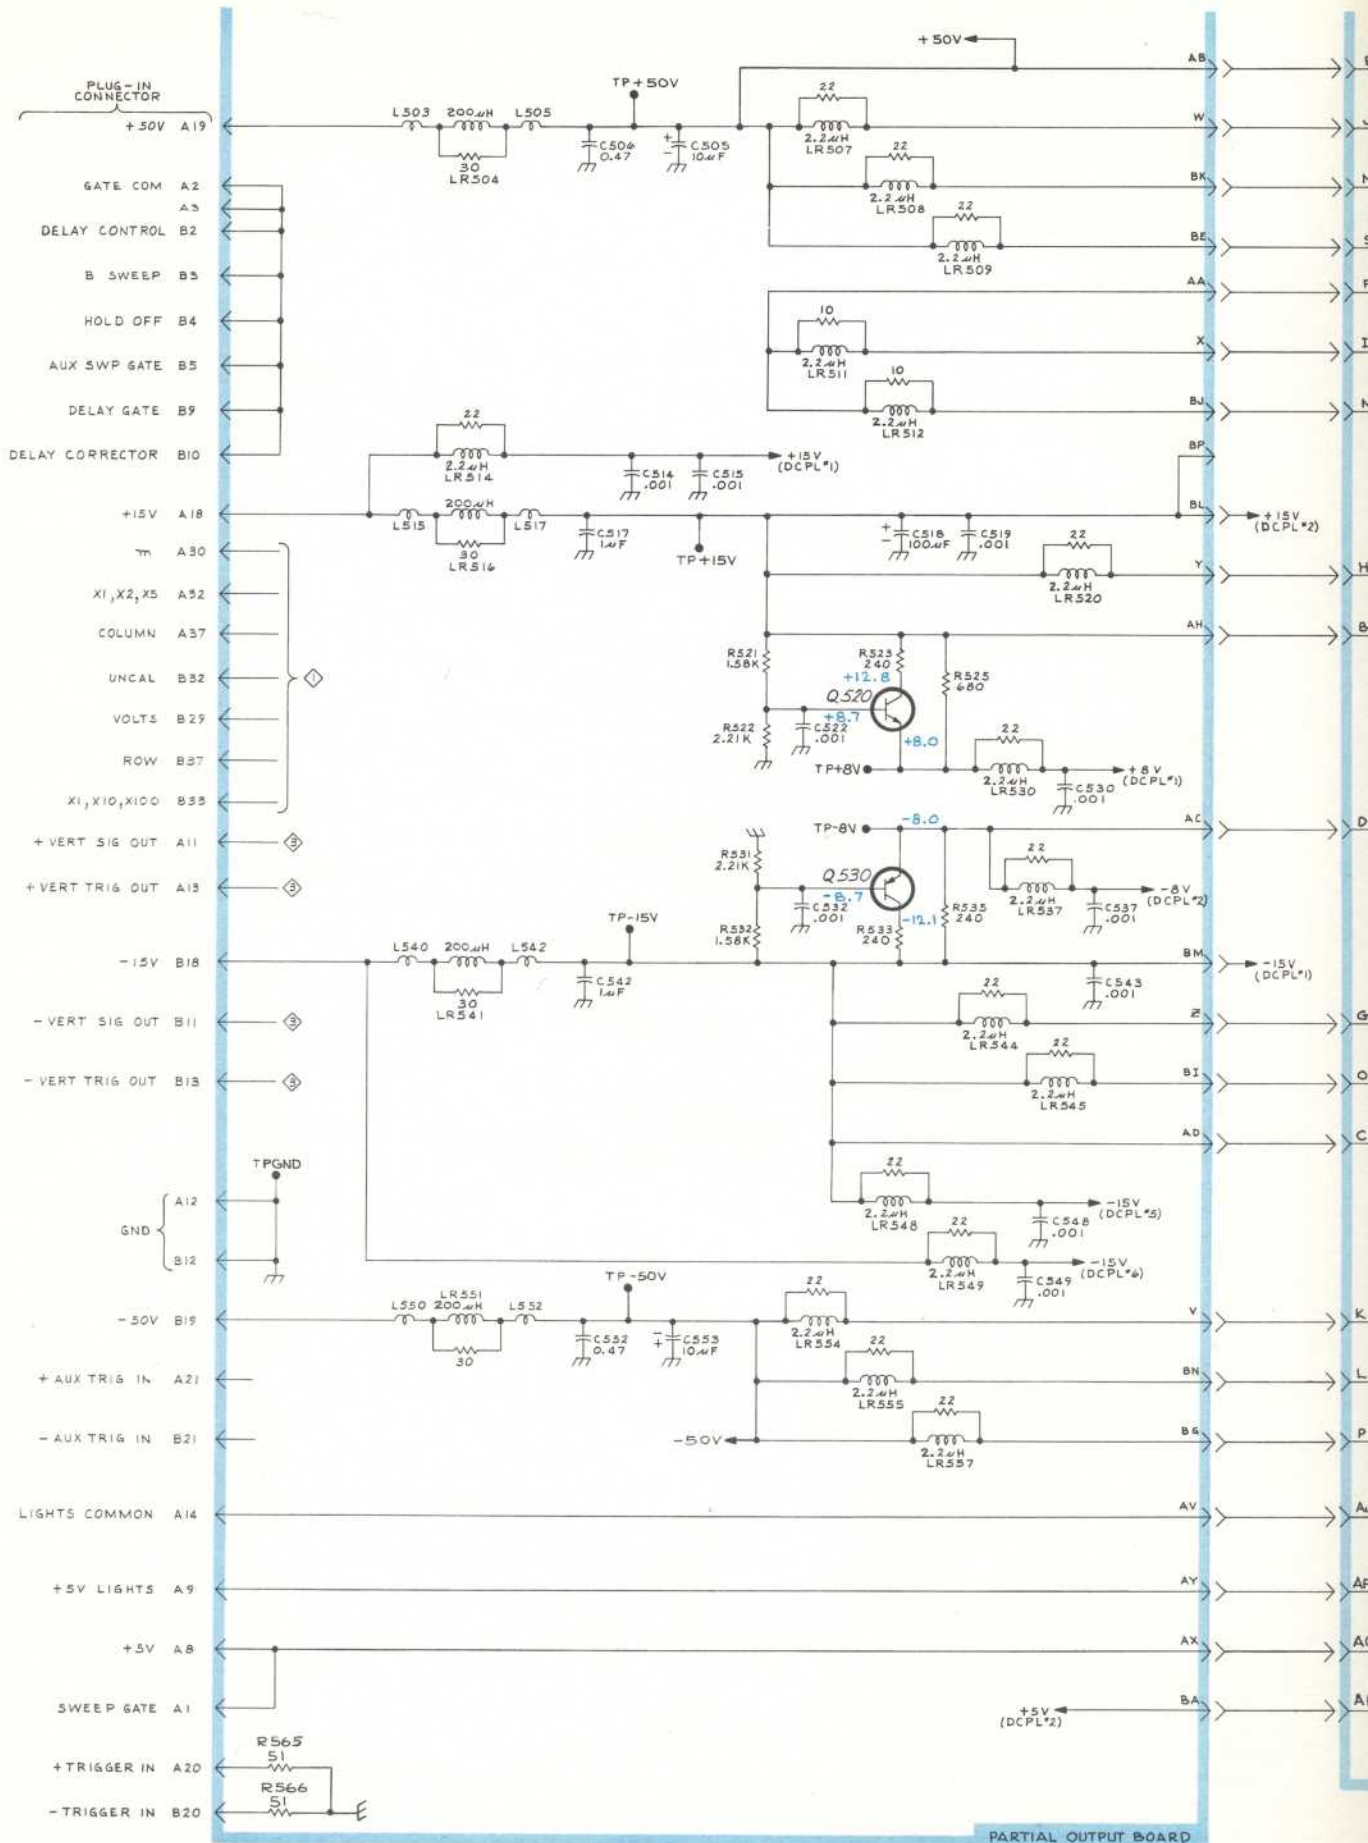 +50V
AB
PLUG-IN
CONNECTOR
TP+50V
22
+50V A19
L503
200μH
L505
C506
0.47
+
-
C505
10μF
2.2μH
LR507
W
30
LR504
22
GATE COM A2
2.2μH
LR508
BK
A3
22
DELAY CONTROL B2
2.2μH
LR509
BE
B SWEEP B3
AA
HOLD OFF B4
10
2.2μH
LR511
X
AUX SWP GATE B5
10
DELAY GATE B9
2.2μH
LR512
BJ
22
DELAY CORRECTOR B10
2.2μH
LR514
C514
.001
C515
.001
+15V
(DCPL#1)
BP
+15V A18
L515
200μH
L517
30
LR516
C517
1μF
TP+15V
+
-
C518
100μF
C519
.001
BL
+15V
(DCPL#2)
A30
22
2.2μH
LR520
Y
H
X1,X2,X5 A32
COLUMN A37
AH
B
R521
1.58K
R523
240
+12.8
R525
680
UNCAL B32
1
Q520
+8.7
VOLTS B29
R522
2.21K
C522
.001
+8.0
22
ROW B37
TP+8V
2.2μH
LR530
C530
.001
+8V
(DCPL#1)
X1,X10,X100 B33
+VERT SIG OUT A11
3
TP-8V
-8.0
AC
D
R531
2.21K
22
+VERT TRIG OUT A13
3
Q530
-8.7
2.2μH
LR537
C537
.001
-8V
(DCPL#2)
C532
.001
-12.1
R535
240
R532
1.58K
R533
240
TP-15V
-15V B18
L540
200μH
L542
30
LR541
C542
1μF
C543
.001
BM
-15V
(DCPL#1)
22
-VERT SIG OUT B11
3
2.2μH
LR544
Z
G
22
-VERT TRIG OUT B13
3
2.2μH
LR545
BI
O
AD
C
TPGND
22
A12
2.2μH
LR548
C548
.001
-15V
(DCPL#5)
GND
22
B12
2.2μH
LR549
C549
.001
-15V
(DCPL#6)
TP-50V
22
-50V B19
L550
LR551
200μH
L552
30
C552
0.47
-
+
C553
10μF
2.2μH
LR554
V
K
22
+AUX TRIG IN A21
2.2μH
LR555
BN
L
22
-AUX TRIG IN B21
-50V
2.2μH
LR557
BG
P
LIGHTS COMMON A14
AV
+5V LIGHTS A9
AY
+5V A8
AX
SWEEP GATE A1
+5V
(DCPL#2)
BA
R565
51
+TRIGGER IN A20
R566
51
-TRIGGER IN B20
PARTIAL OUTPUT BOARD